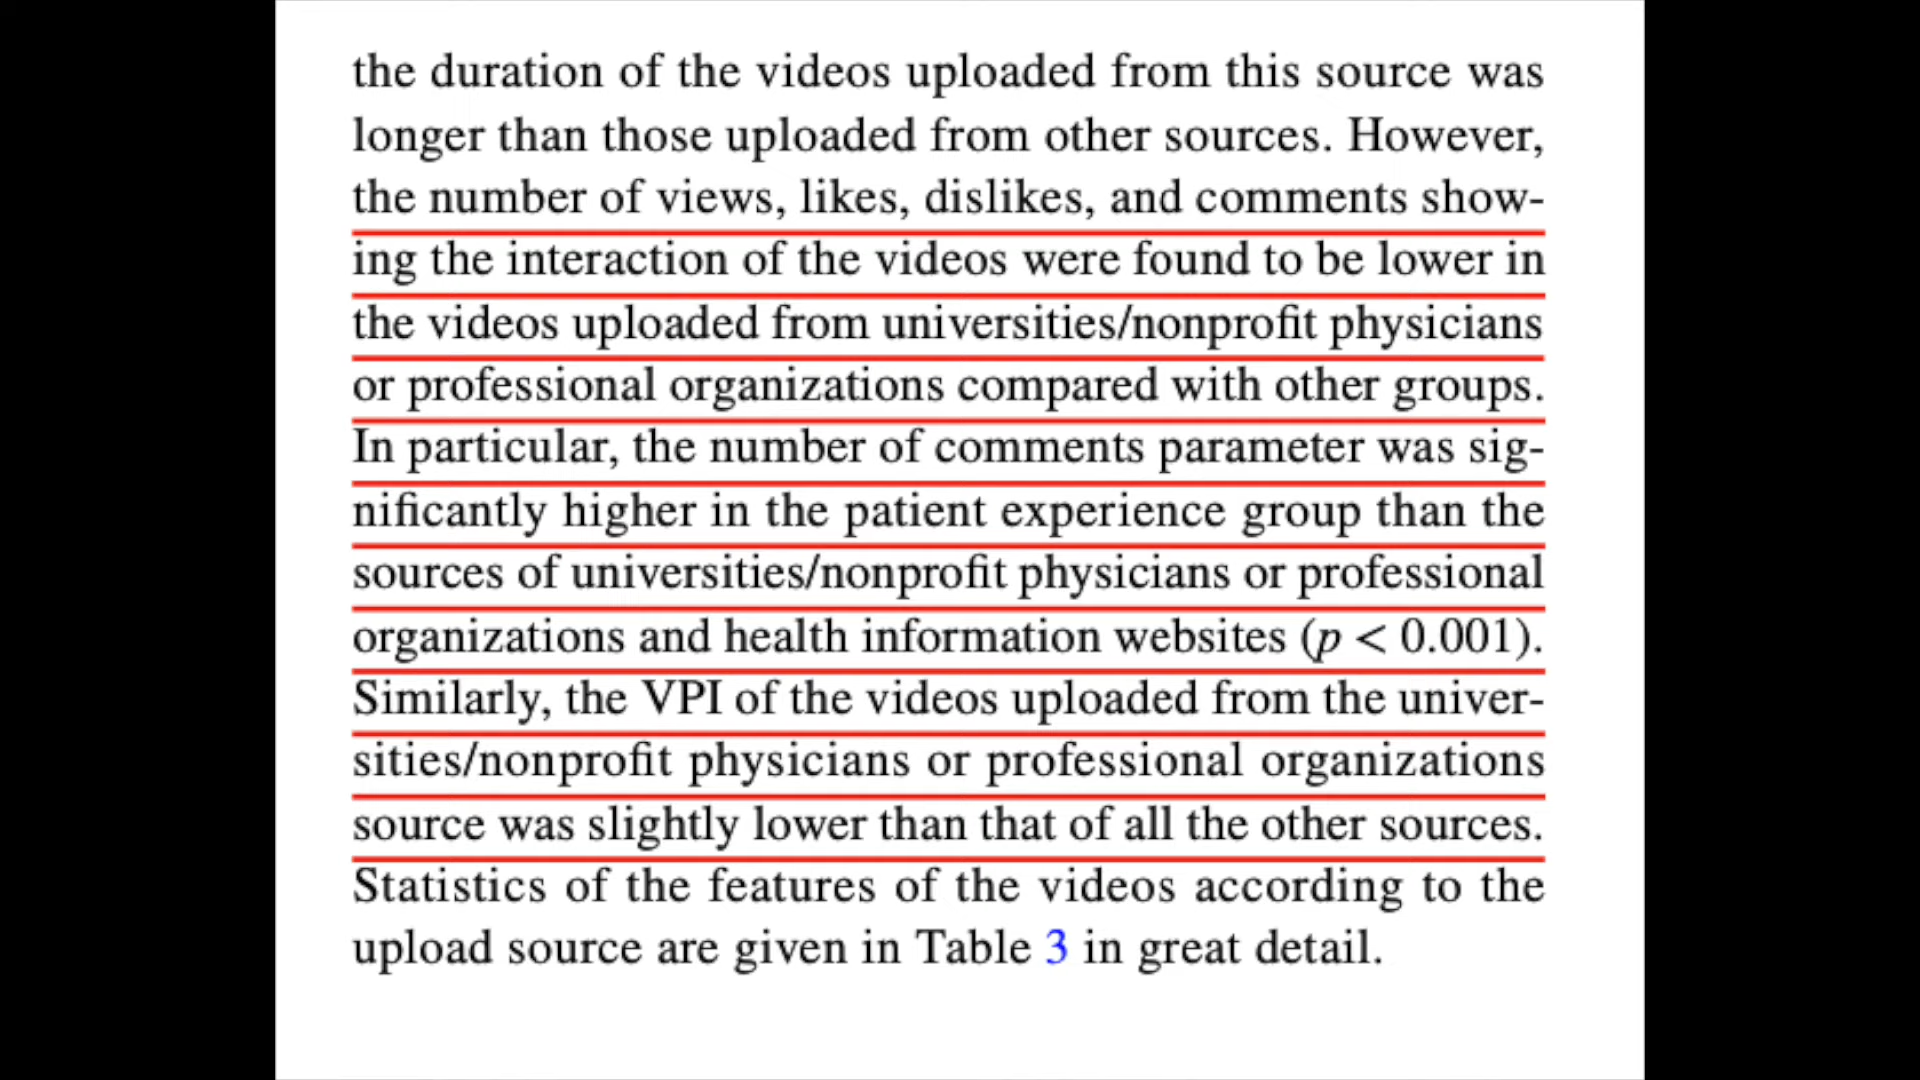 the duration of the videos uploaded from this source was
longer than those uploaded from other sources. However,
the number of views, likes, dislikes, and comments show-
ing the interaction of the videos were found to be lower in
the videos uploaded from universities/nonprofit physicians
or professional organizations compared with other groups.
In particular, the number of comments parameter was sig-
nificantly higher in the patient experience group than the
sources of universities/nonprofit physicians or professional
organizations and health information websites (p < 0.001).
Similarly, the VPI of the videos uploaded from the univer-
sities/nonprofit physicians or professional organizations
source was slightly lower than that of all the other sources.
Statistics of the features of the videos according to the
upload source are given in Table 3 in great detail.